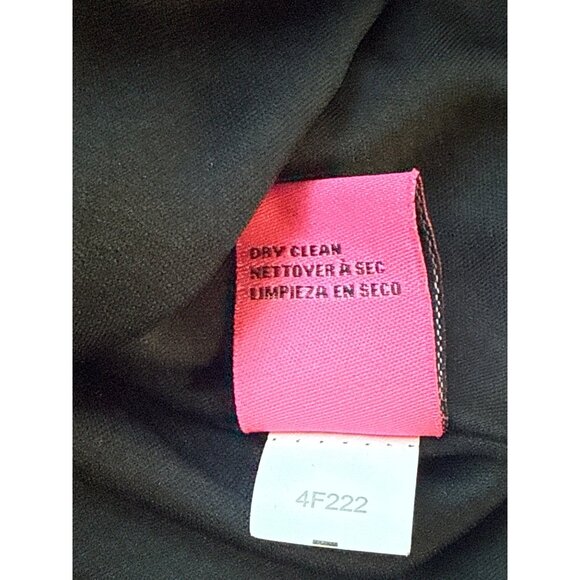 DRY CLEAN
NETTOYER À SEC
LIMPIEZA EN SECO
4F222